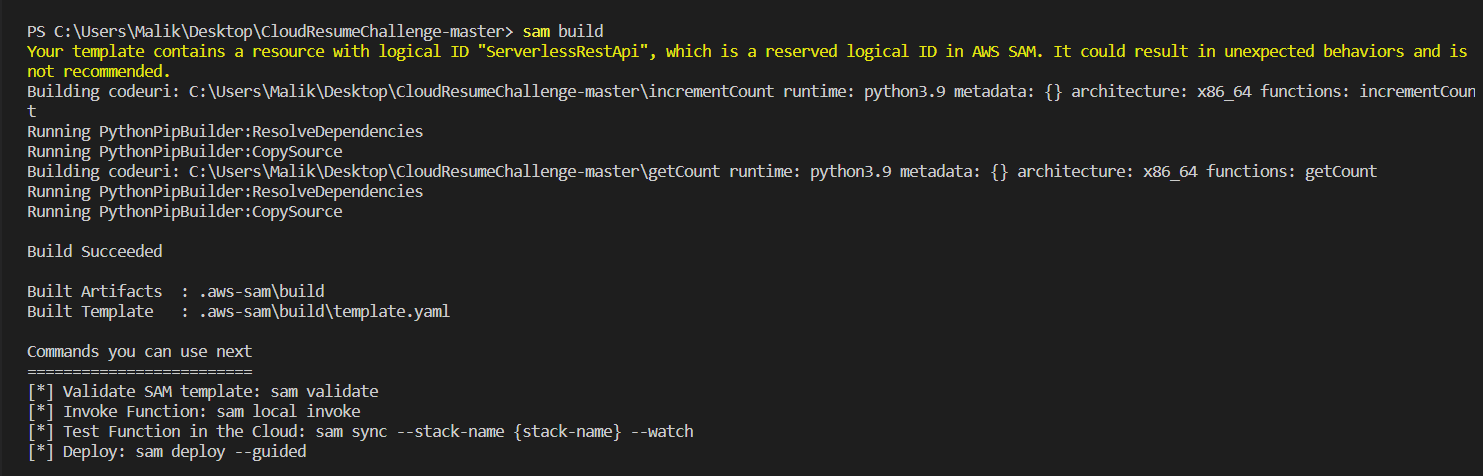 PS C:\Users\Malik\Desktop\CloudResumeChallenge-master> sam build
Your template contains a resource with logical ID "ServerlessRestApi", which is a reserved logical ID in AWS SAM. It could result in unexpected behaviors and is
not recommended.
Building codeuri: C:\Users\Malik\Desktop\CloudResumeChallenge-master\incrementCount runtime: python3.9 metadata: {} architecture: x86_64 functions: incrementCoun
t
Running PythonPipBuilder:ResolveDependencies
Running PythonPipBuilder:CopySource
Building codeuri: C:\Users\Malik\Desktop\CloudResumeChallenge-master\getCount runtime: python3.9 metadata: {} architecture: x86_64 functions: getCount
Running PythonPipBuilder:ResolveDependencies
Running PythonPipBuilder:CopySource

Build Succeeded

Built Artifacts  : .aws-sam\build
Built Template   : .aws-sam\build\template.yaml

Commands you can use next
=========================
[*] Validate SAM template: sam validate
[*] Invoke Function: sam local invoke
[*] Test Function in the Cloud: sam sync --stack-name {stack-name} --watch
[*] Deploy: sam deploy --guided